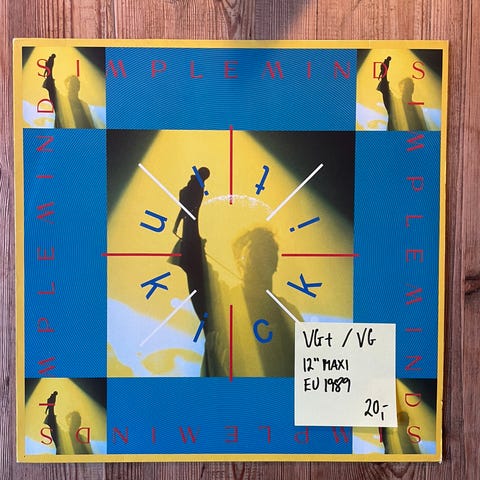 SIMPLE MINDS
SIMPLE MINDS
SIMPLE MINDS
SIMPLE MINDS
kick it in
VG+ / VG
12" MAXI
EU 1989
20,-